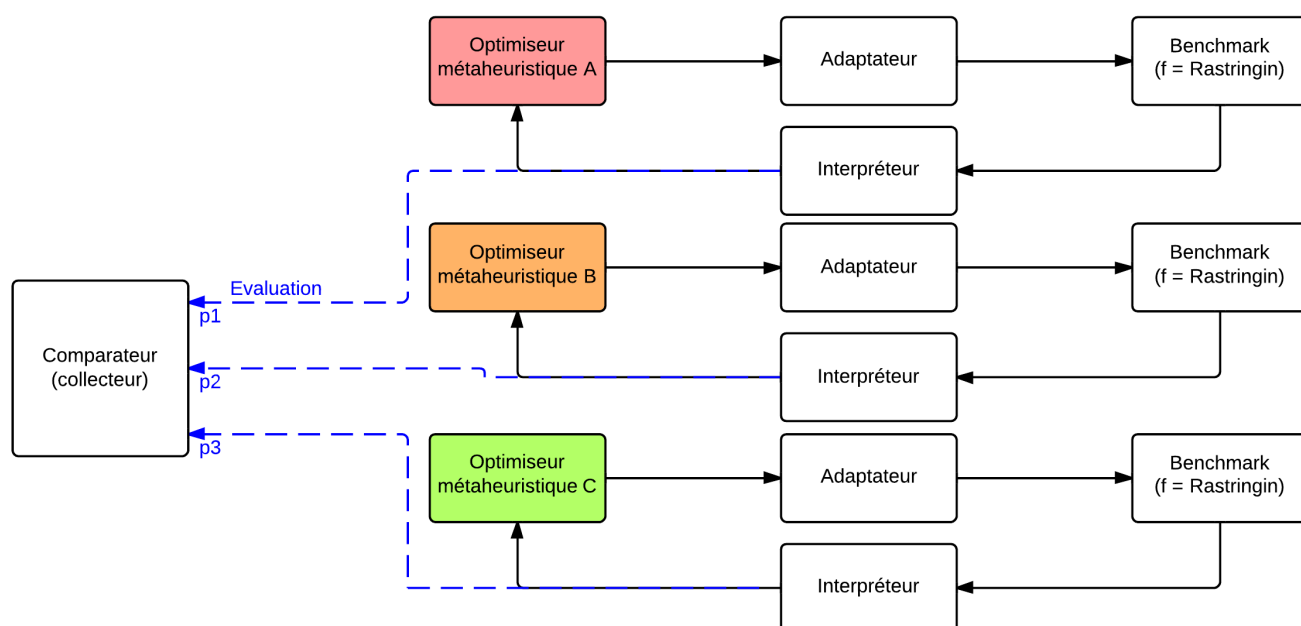 Optimiseur
métaheuristique A
Adaptateur
Benchmark
(f = Rastringin)
Interpréteur
Optimiseur
métaheuristique B
Adaptateur
Benchmark
(f = Rastringin)
Evaluation
p1
Comparateur
(collecteur)
p2
Interpréteur
p3
Optimiseur
métaheuristique C
Adaptateur
Benchmark
(f = Rastringin)
Interpréteur